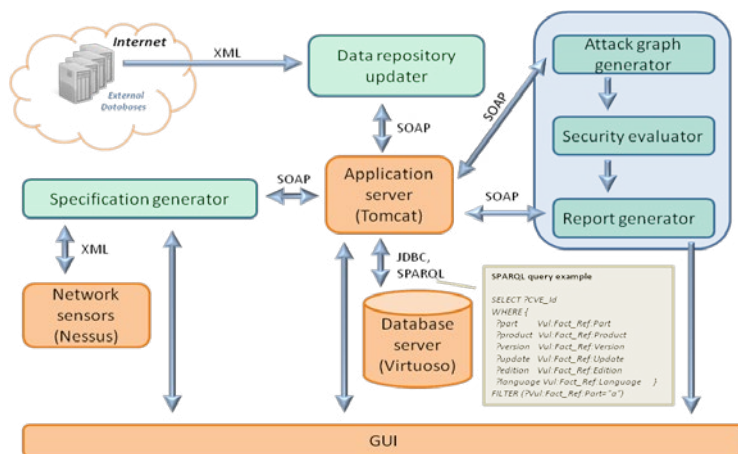 Internet
External
Databases
XML
Data repository
updater
Attack graph
generator
SOAP
SOAP
Security evaluator
SOAP
Specification generator
Application
server
(Tomcat)
SOAP
Report generator
XML
JDBC,
SPARQL
Network
sensors
(Nessus)
Database
server
(Virtuoso)
SPARQL query example
SELECT ?CVE_Id
WHERE {
?part Vul:Fact_Ref:Part
?product Vul:Fact_Ref:Product
?version Vul:Fact_Ref:Version
?update Vul:Fact_Ref:Update
?edition Vul:Fact_Ref:Edition
?language Vul:Fact_Ref:Language }
FILTER (?Vul:Fact_Ref:Part="a")
GUI